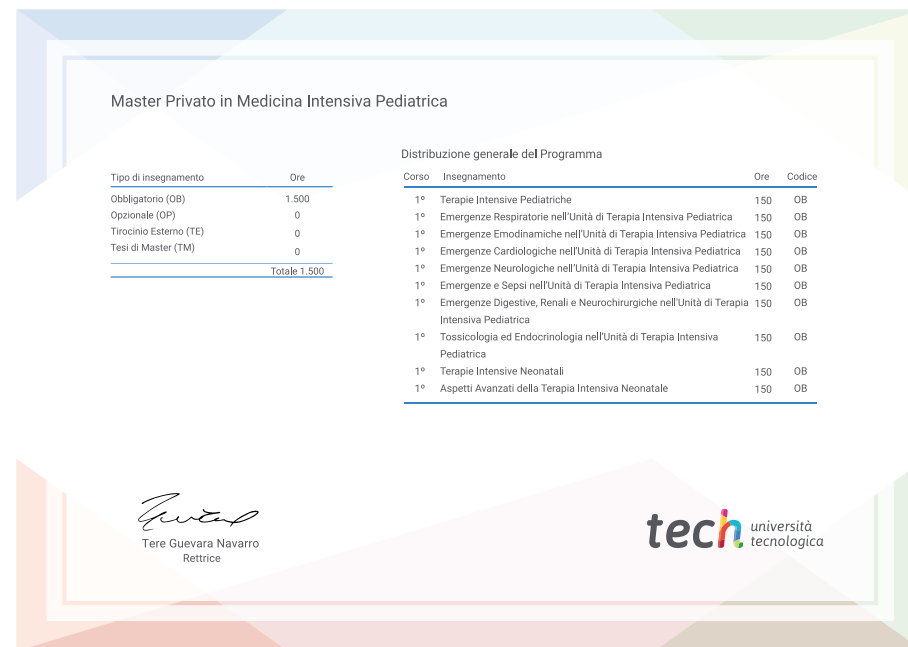 Master Privato in Medicina Intensiva Pediatrica
Tipo di insegnamento Ore
Obbligatorio (OB) 1.500
Opzionale (OP) 0
Tirocinio Esterno (TE) 0
Tesi di Master (TM) 0
Totale 1.500
Distribuzione generale del Programma
Corso Insegnamento Ore Codice
1º Terapie Intensive Pediatriche 150 OB
1º Emergenze Respiratorie nell'Unità di Terapia Intensiva Pediatrica 150 OB
1º Emergenze Emodinamiche nell'Unità di Terapia Intensiva Pediatrica 150 OB
1º Emergenze Cardiologiche nell'Unità di Terapia Intensiva Pediatrica 150 OB
1º Emergenze Neurologiche nell'Unità di Terapia Intensiva Pediatrica 150 OB
1º Emergenze e Sepsi nell'Unità di Terapia Intensiva Pediatrica 150 OB
1º Emergenze Digestive, Renali e Neurochirurgiche nell'Unità di Terapia 150 OB
Intensiva Pediatrica
1º Tossicologia ed Endocrinologia nell'Unità di Terapia Intensiva 150 OB
Pediatrica
1º Terapie Intensive Neonatali 150 OB
1º Aspetti Avanzati della Terapia Intensiva Neonatale 150 OB
Tere Guevara Navarro
Rettrice
tech università
tecnologica